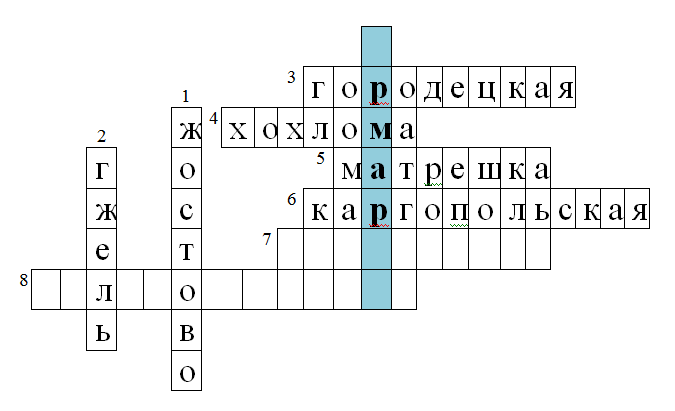 3 городецкая
1
4 хохлома
2
5 матрешка
6 каргопольская
7
8
гжель
жостово